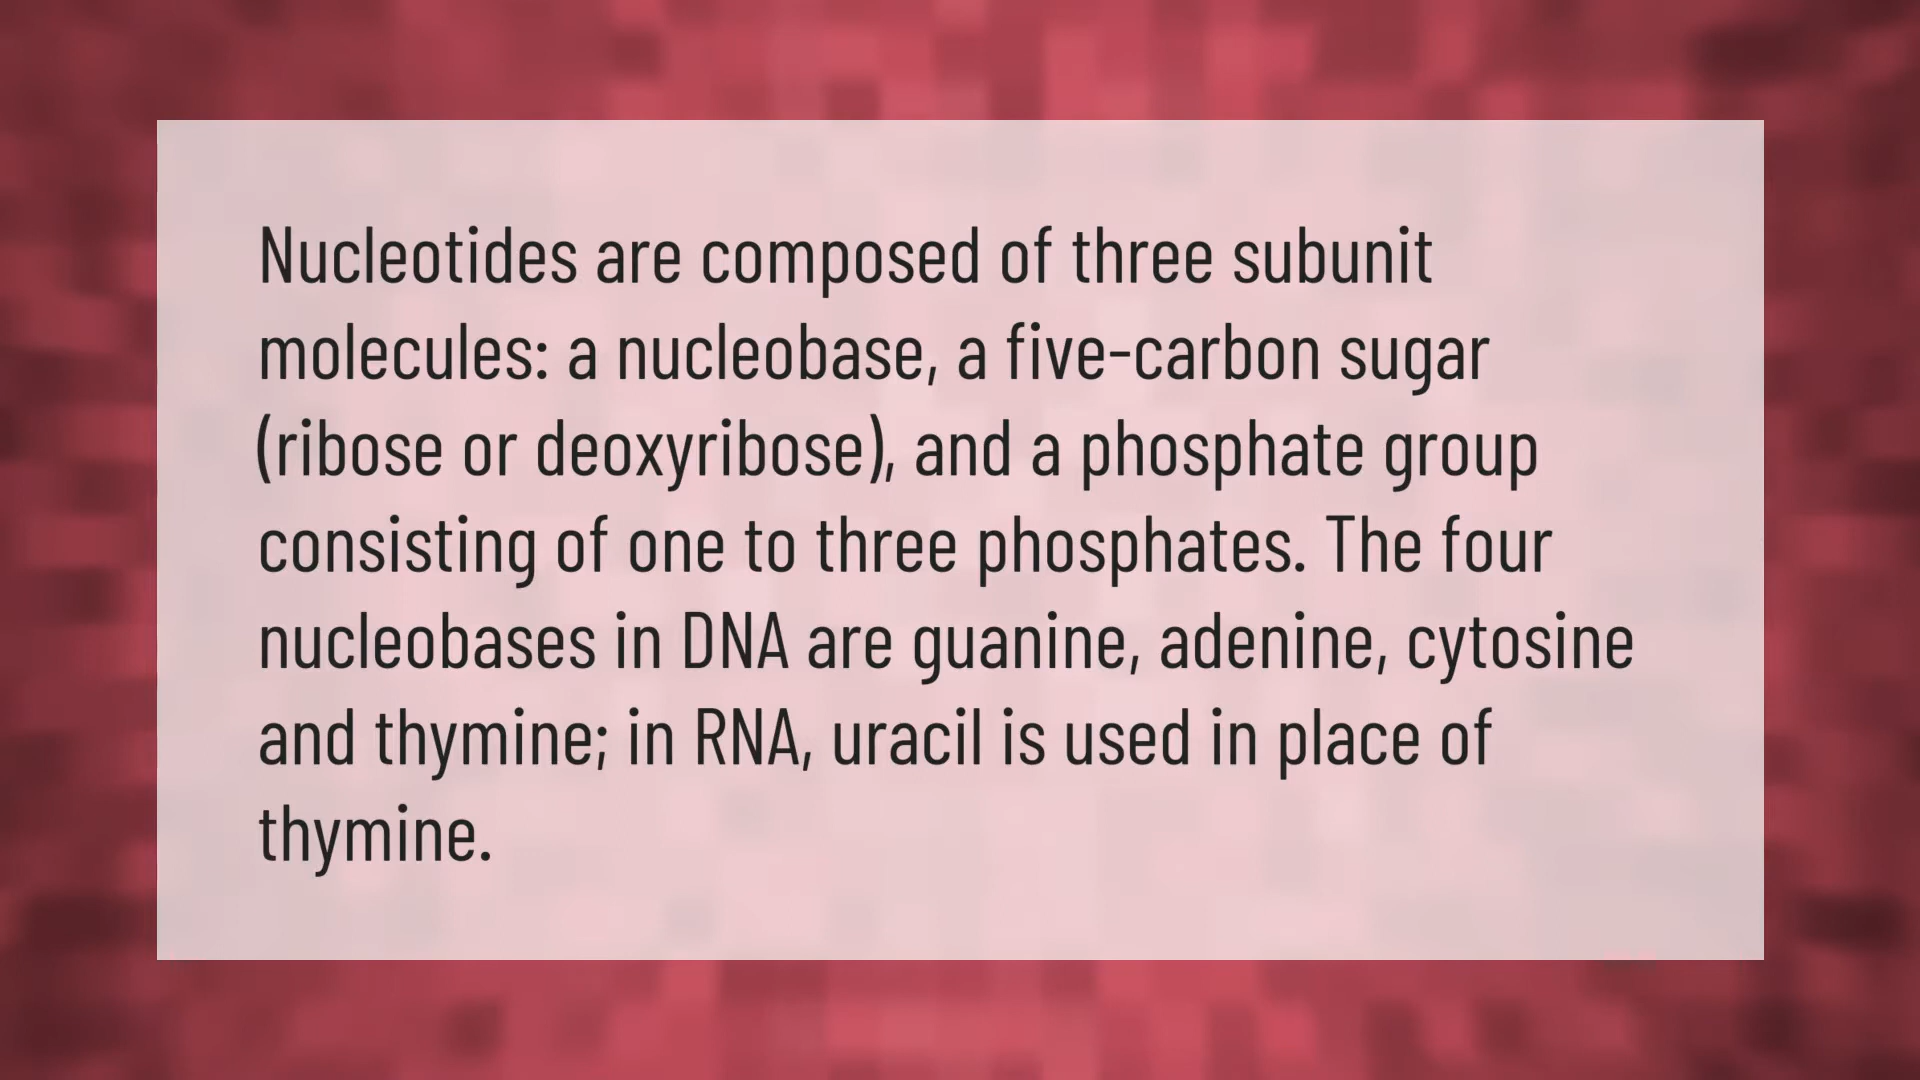 Nucleotides are composed of three subunit
molecules: a nucleobase, a five-carbon sugar
(ribose or deoxyribose), and a phosphate group
consisting of one to three phosphates. The four
nucleobases in DNA are guanine, adenine, cytosine
and thymine; in RNA, uracil is used in place of
thymine.